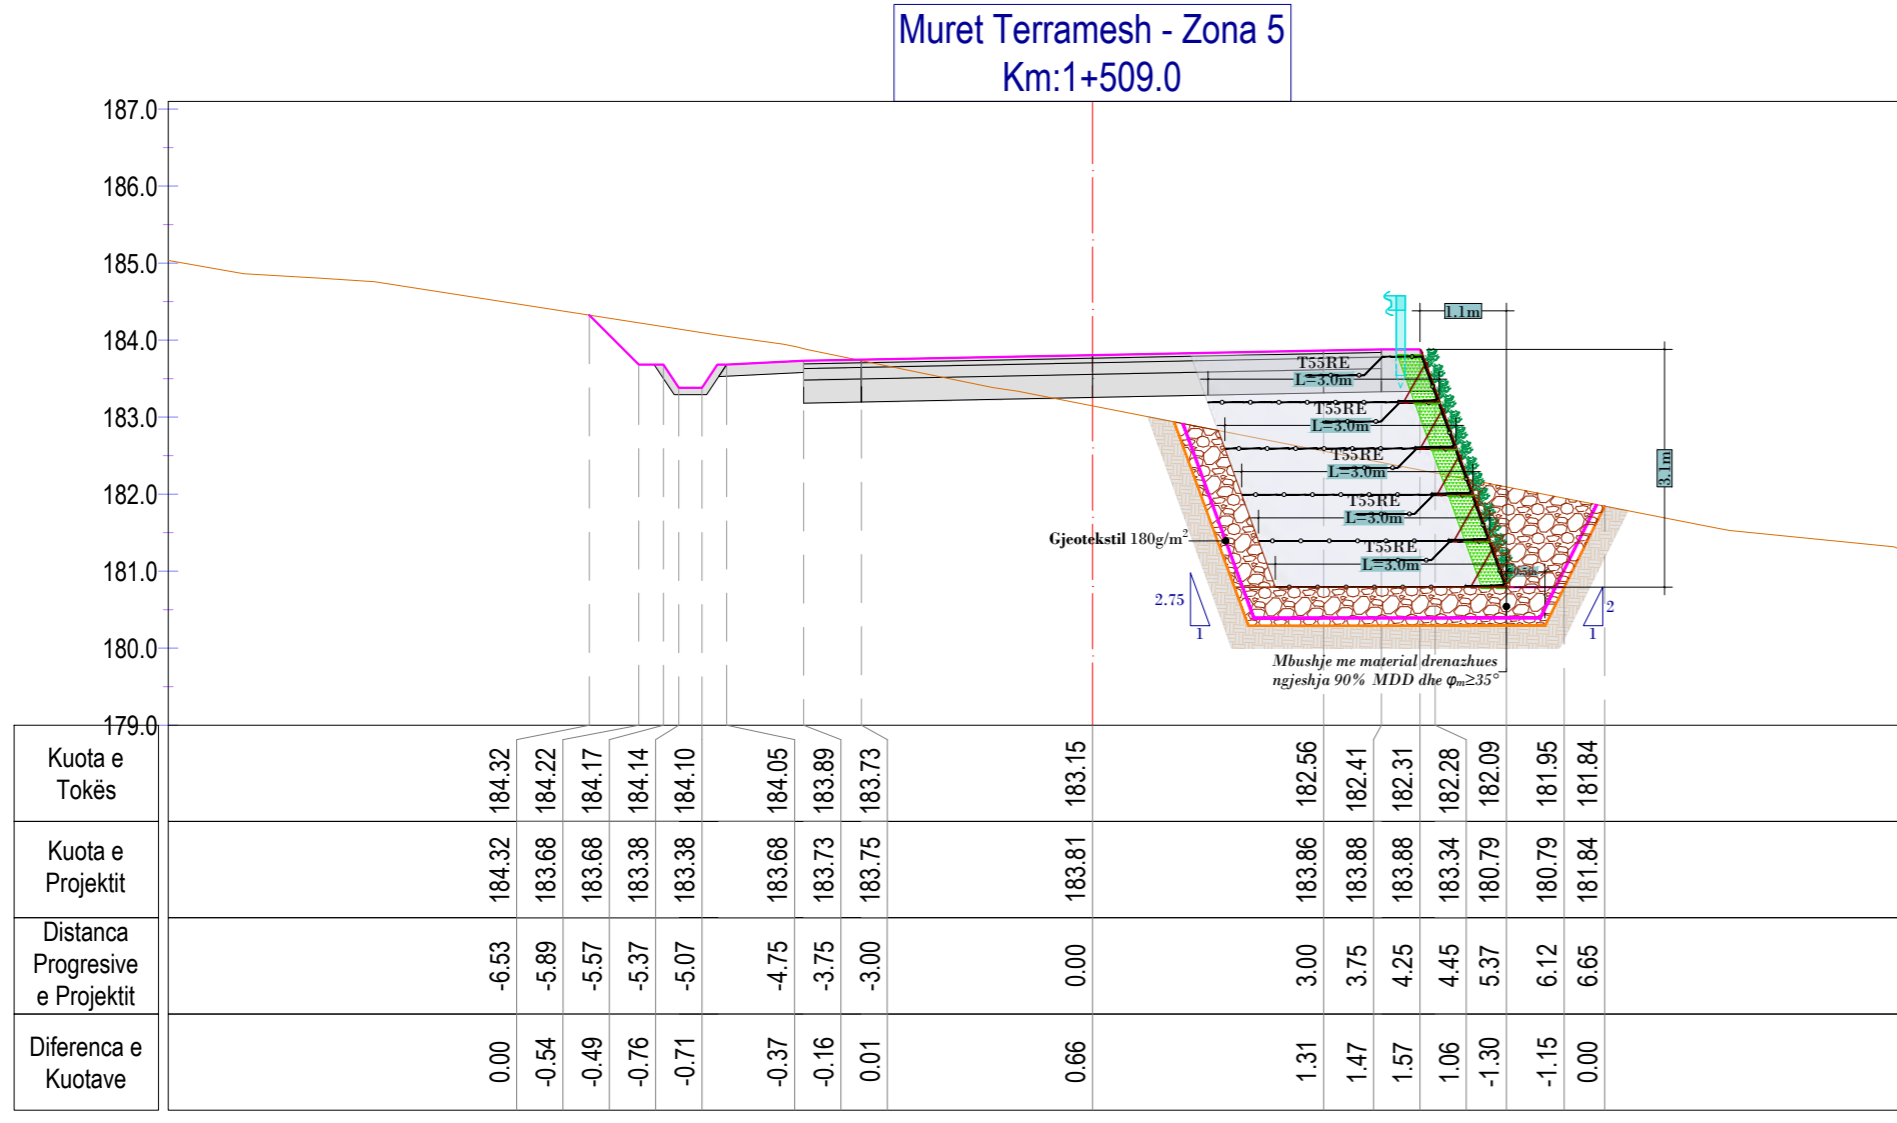 Muret Terramesh - Zona 5
Km:1+509.0
187.0
186.0
185.0
184.0
183.0
182.0
181.0
180.0
179.0
1.1m
3.1m
T55RE
L=3.0m
T55RE
L=3.0m
T55RE
L=3.0m
T55RE
L=3.0m
T55RE
L=3.0m
Gjeotekstil 180g/m²
2.75
1
2
1
Mbushje me material drenazhues
ngjeshja 90% MDD dhe φm≥35°
Kuota e
Tokës
184.32 184.22 184.17 184.14 184.10 184.05 183.89 183.73 183.15 182.56 182.41 182.31 182.28 182.09 181.95 181.84
Kuota e
Projektit
184.32 183.68 183.68 183.38 183.38 183.68 183.73 183.75 183.81 183.86 183.88 183.88 183.34 180.79 180.79 181.84
Distanca
Progresive
e Projektit
-6.53 -5.89 -5.57 -5.37 -5.07 -4.75 -3.75 -3.00 0.00 3.00 3.75 4.25 4.45 5.37 6.12 6.65
Diferenca e
Kuotave
0.00 -0.54 -0.49 -0.76 -0.71 -0.37 -0.16 0.01 0.66 1.31 1.47 1.57 1.06 -1.30 -1.15 0.00